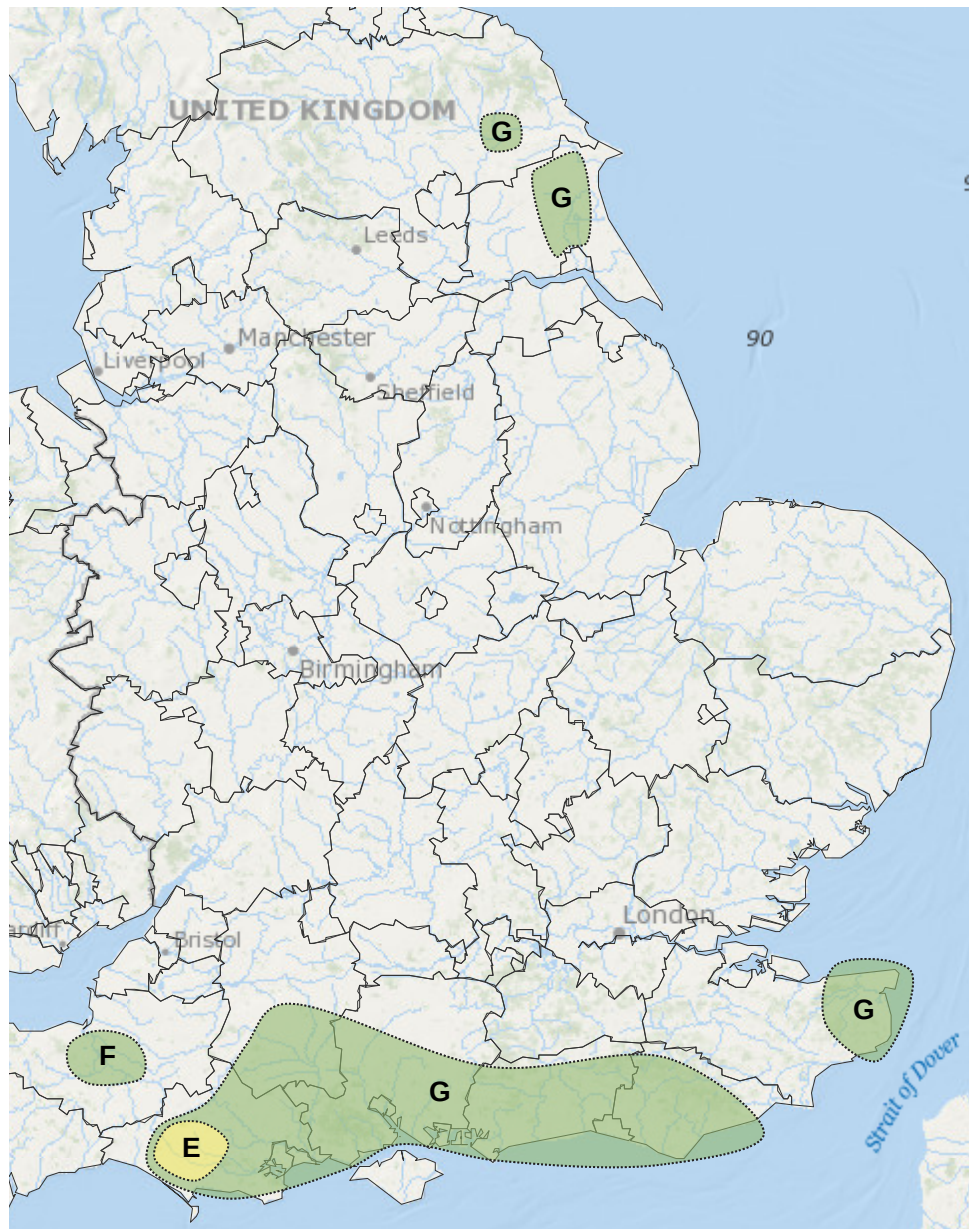 UNITED KINGDOM
G
G
Leeds
Manchester
Liverpool
Sheffield
90
Nottingham
Birmingham
London
Bristol
G
F
G
E
Strait of Dover